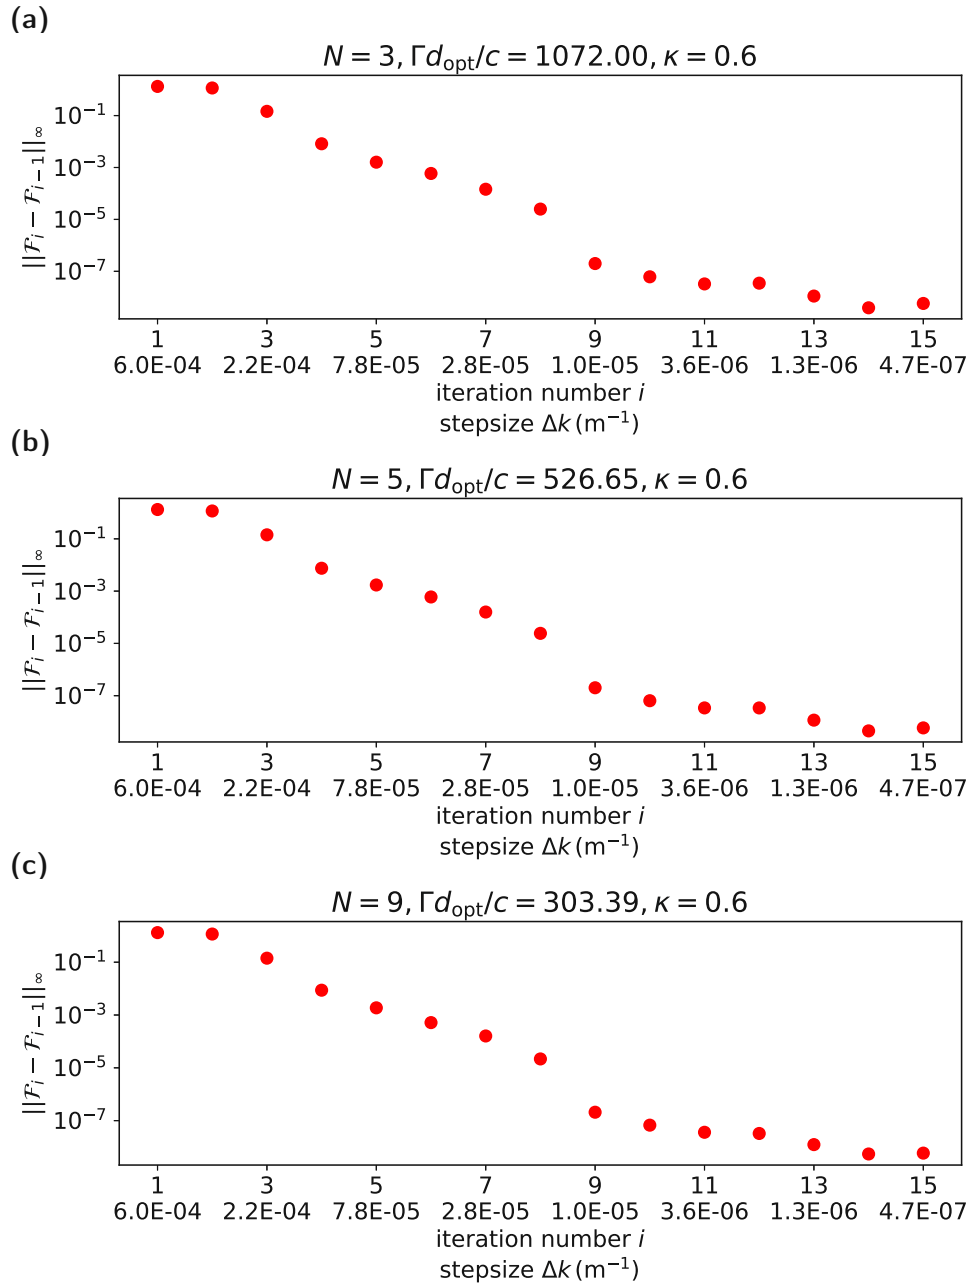 (a)
N = 3, Γd_opt/c = 1072.00, κ = 0.6
||ℱ_i − ℱ_{i−1}||_∞
10^{−1}
10^{−3}
10^{−5}
10^{−7}
1 3 5 7 9 11 13 15
6.0E-04 2.2E-04 7.8E-05 2.8E-05 1.0E-05 3.6E-06 1.3E-06 4.7E-07
iteration number i
stepsize Δk (m^{−1})
(b)
N = 5, Γd_opt/c = 526.65, κ = 0.6
||ℱ_i − ℱ_{i−1}||_∞
10^{−1}
10^{−3}
10^{−5}
10^{−7}
1 3 5 7 9 11 13 15
6.0E-04 2.2E-04 7.8E-05 2.8E-05 1.0E-05 3.6E-06 1.3E-06 4.7E-07
iteration number i
stepsize Δk (m^{−1})
(c)
N = 9, Γd_opt/c = 303.39, κ = 0.6
||ℱ_i − ℱ_{i−1}||_∞
10^{−1}
10^{−3}
10^{−5}
10^{−7}
1 3 5 7 9 11 13 15
6.0E-04 2.2E-04 7.8E-05 2.8E-05 1.0E-05 3.6E-06 1.3E-06 4.7E-07
iteration number i
stepsize Δk (m^{−1})